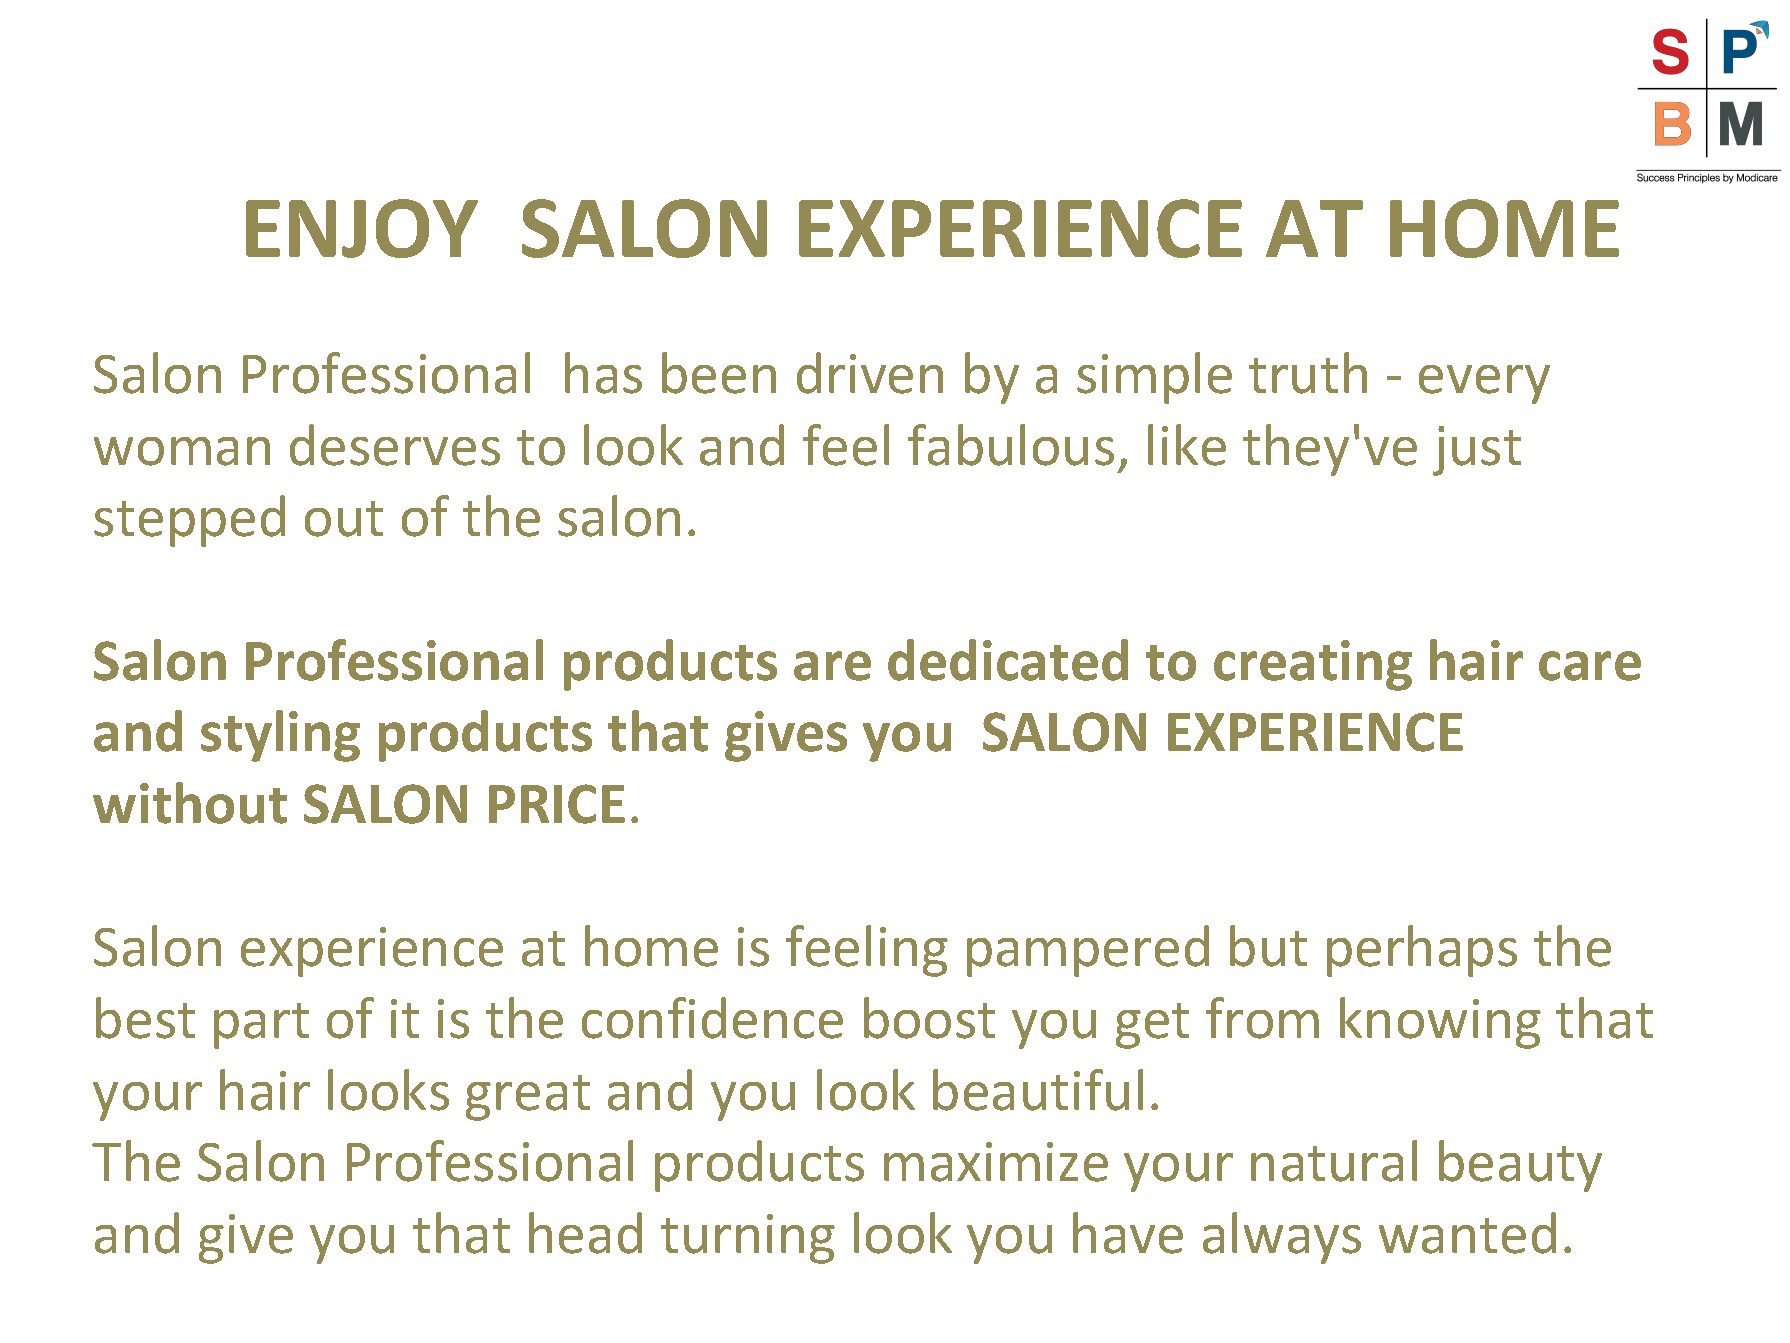 S P
B M
Success Principles by Modicare
ENJOY  SALON EXPERIENCE AT HOME
Salon Professional  has been driven by a simple truth - every
woman deserves to look and feel fabulous, like they've just
stepped out of the salon.
Salon Professional products are dedicated to creating hair care
and styling products that gives you  SALON EXPERIENCE
without SALON PRICE.
Salon experience at home is feeling pampered but perhaps the
best part of it is the confidence boost you get from knowing that
your hair looks great and you look beautiful.
The Salon Professional products maximize your natural beauty
and give you that head turning look you have always wanted.